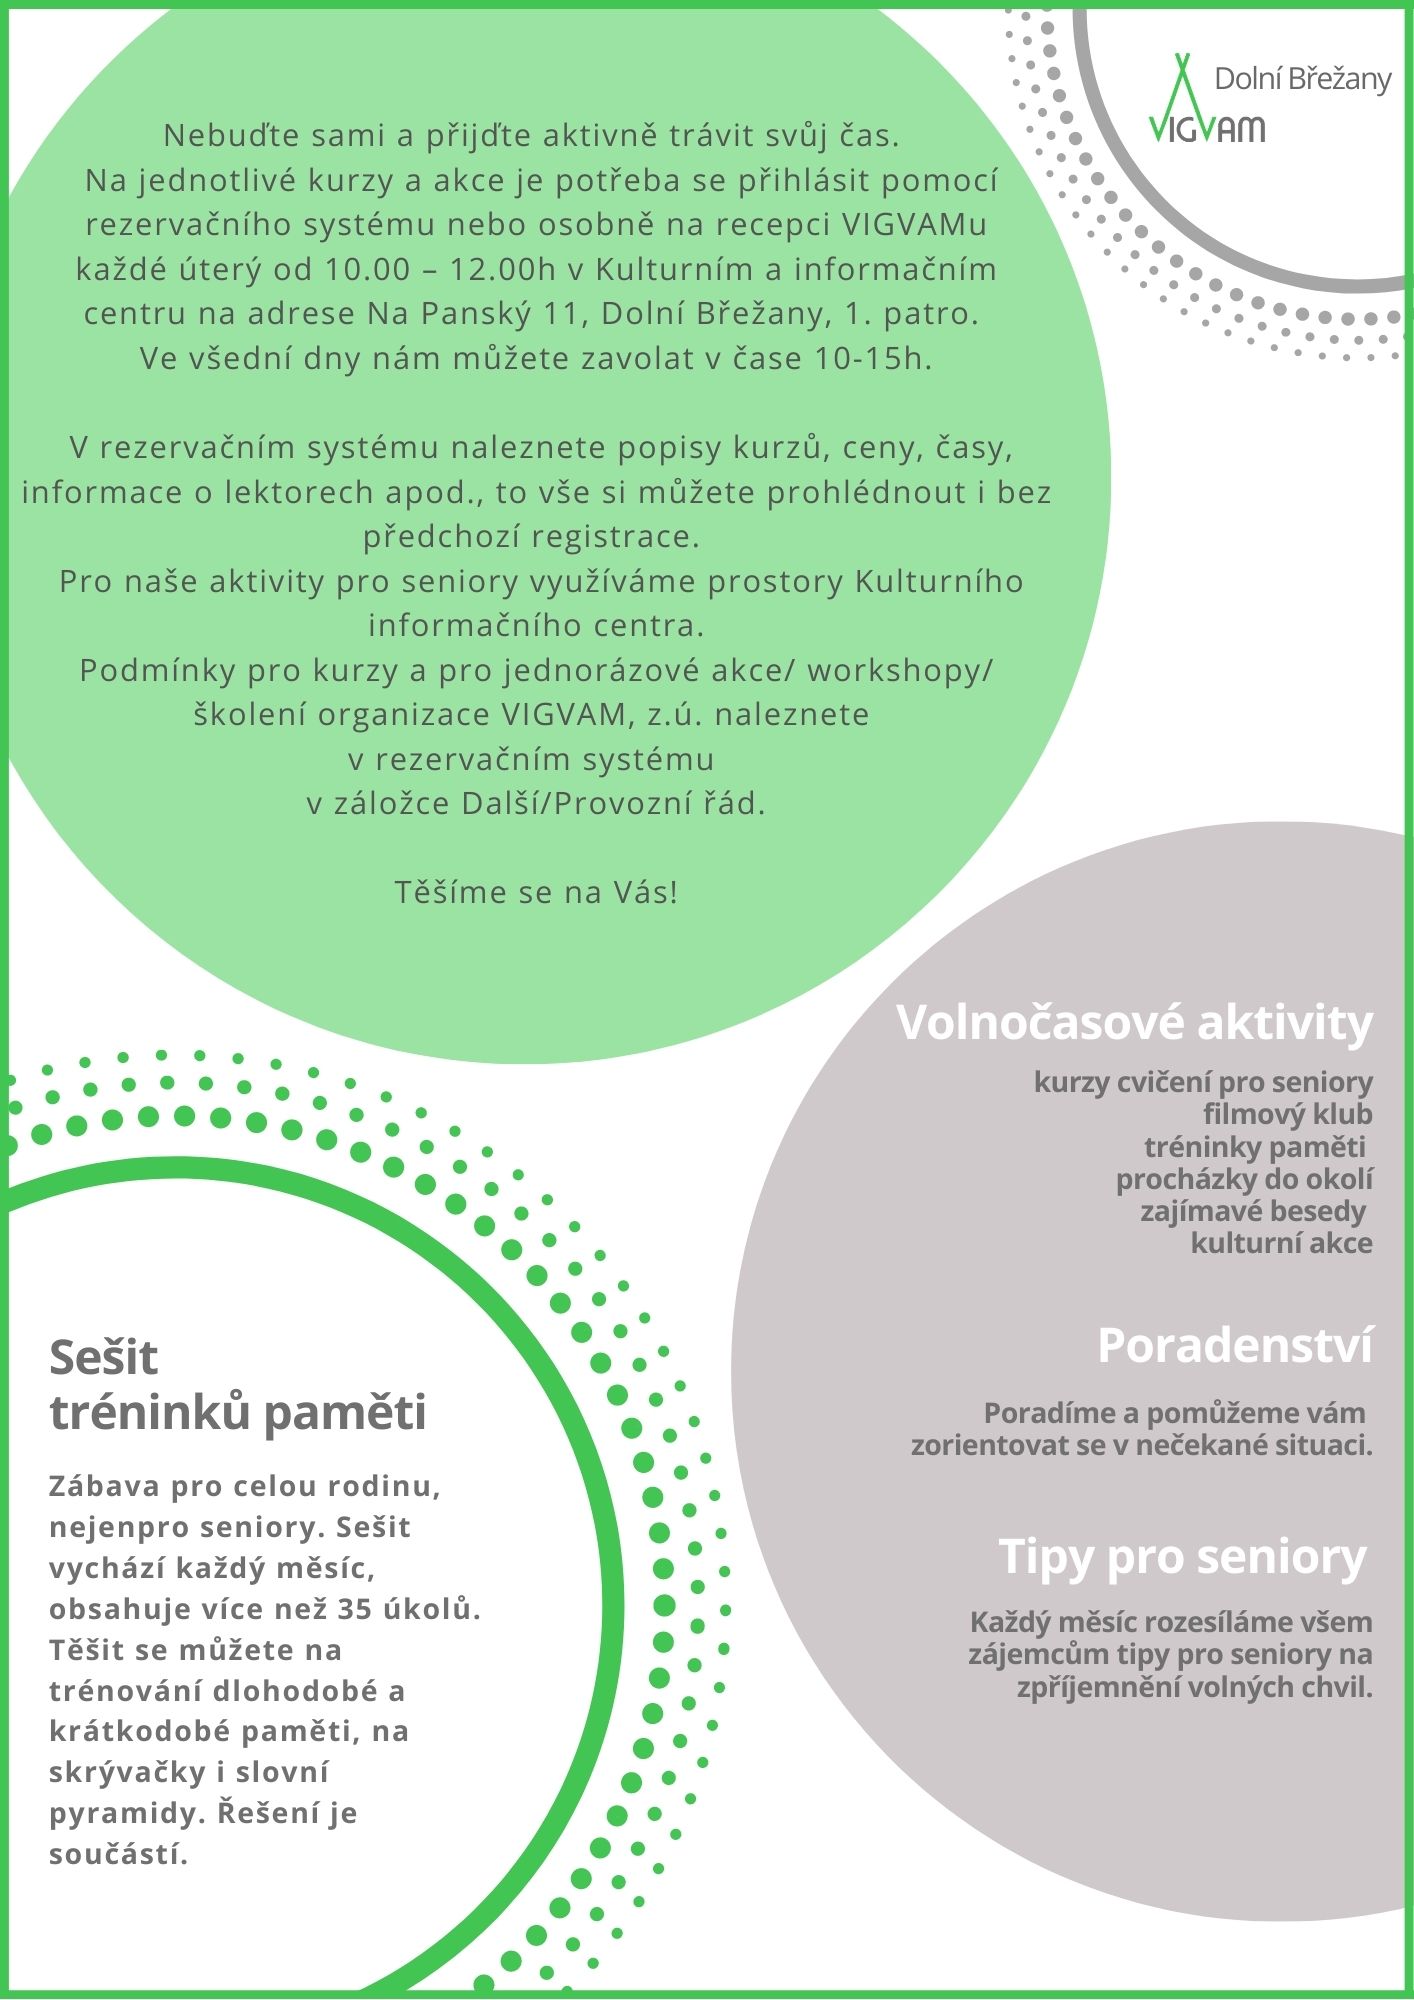 Dolní Břežany
VIGVAM
Nebuďte sami a přijďte aktivně trávit svůj čas.
Na jednotlivé kurzy a akce je potřeba se přihlásit pomocí
rezervačního systému nebo osobně na recepci VIGVAMu
každé úterý od 10.00 – 12.00h v Kulturním a informačním
centru na adrese Na Panský 11, Dolní Břežany, 1. patro.
Ve všední dny nám můžete zavolat v čase 10-15h.
V rezervačním systému naleznete popisy kurzů, ceny, časy,
informace o lektorech apod., to vše si můžete prohlédnout i bez
předchozí registrace.
Pro naše aktivity pro seniory využíváme prostory Kulturního
informačního centra.
Podmínky pro kurzy a pro jednorázové akce/ workshopy/
školení organizace VIGVAM, z.ú. naleznete
v rezervačním systému
v záložce Další/Provozní řád.
Těšíme se na Vás!
Volnočasové aktivity
kurzy cvičení pro seniory
filmový klub
tréninky paměti
procházky do okolí
zajímavé besedy
kulturní akce
Poradenství
Poradíme a pomůžeme vám
zorientovat se v nečekané situaci.
Tipy pro seniory
Každý měsíc rozesíláme všem
zájemcům tipy pro seniory na
zpříjemnění volných chvil.
Sešit
tréninků paměti
Zábava pro celou rodinu,
nejenpro seniory. Sešit
vychází každý měsíc,
obsahuje více než 35 úkolů.
Těšit se můžete na
trénování dlohodobé a
krátkodobé paměti, na
skrývačky i slovní
pyramidy. Řešení je
součástí.